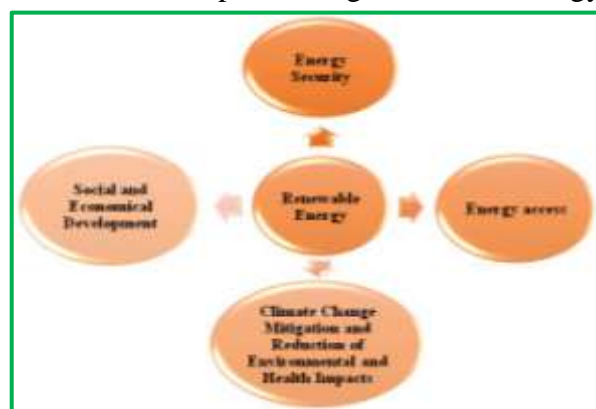 Energy
Security
Social and
Economical
Development
Renewable
Energy
Energy access
Climate Change
Mitigation and
Reduction of
Environmental and
Health Impacts